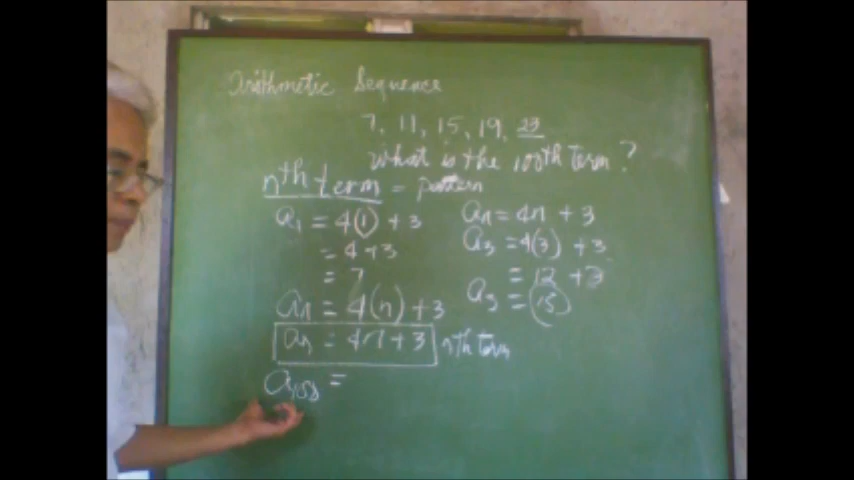 Arithmetic Sequence
7, 11, 15, 19, 23
What is the 100th term?
nth term = pattern
a₁ = 4(1) + 3
= 4+3
= 7
aₙ = 4(n) + 3
aₙ = 4n + 3 nth term
a₁₀₀ =
aₙ = 4n + 3
a₃ = 4(3) + 3
= 12 + 3
a₃ = 15